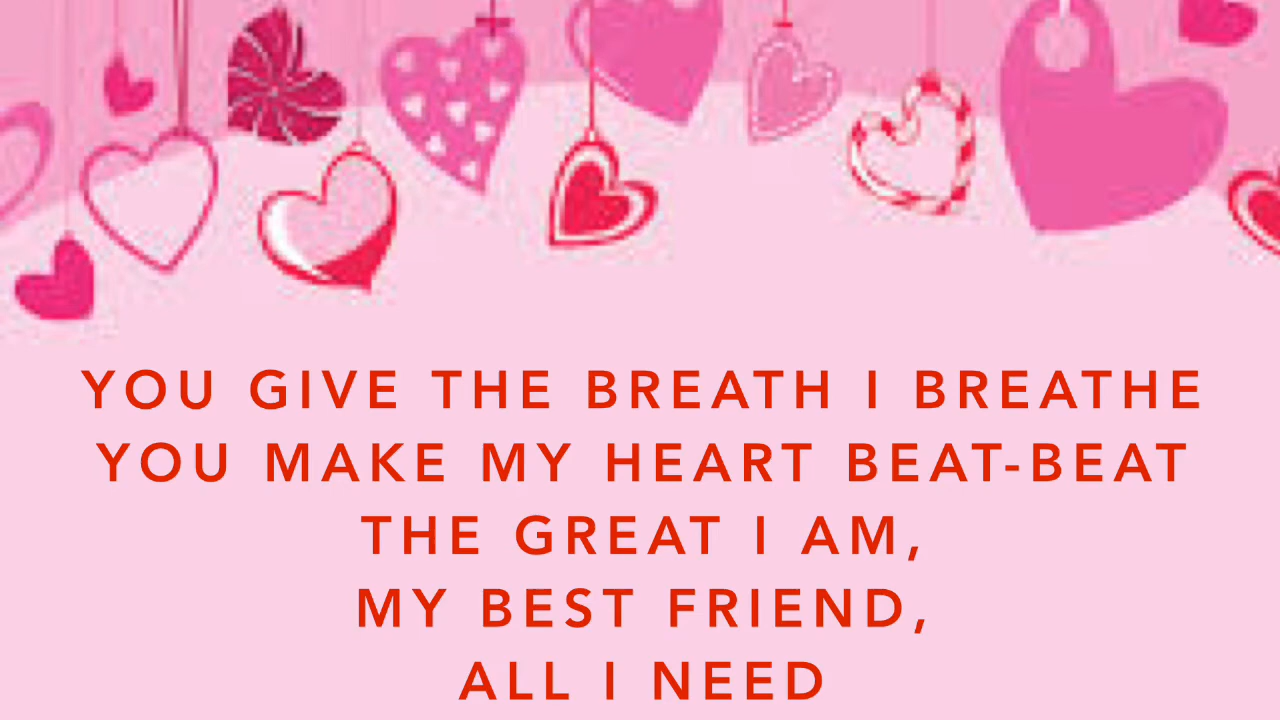 YOU GIVE THE BREATH I BREATHE
YOU MAKE MY HEART BEAT-BEAT
THE GREAT I AM,
MY BEST FRIEND,
ALL I NEED